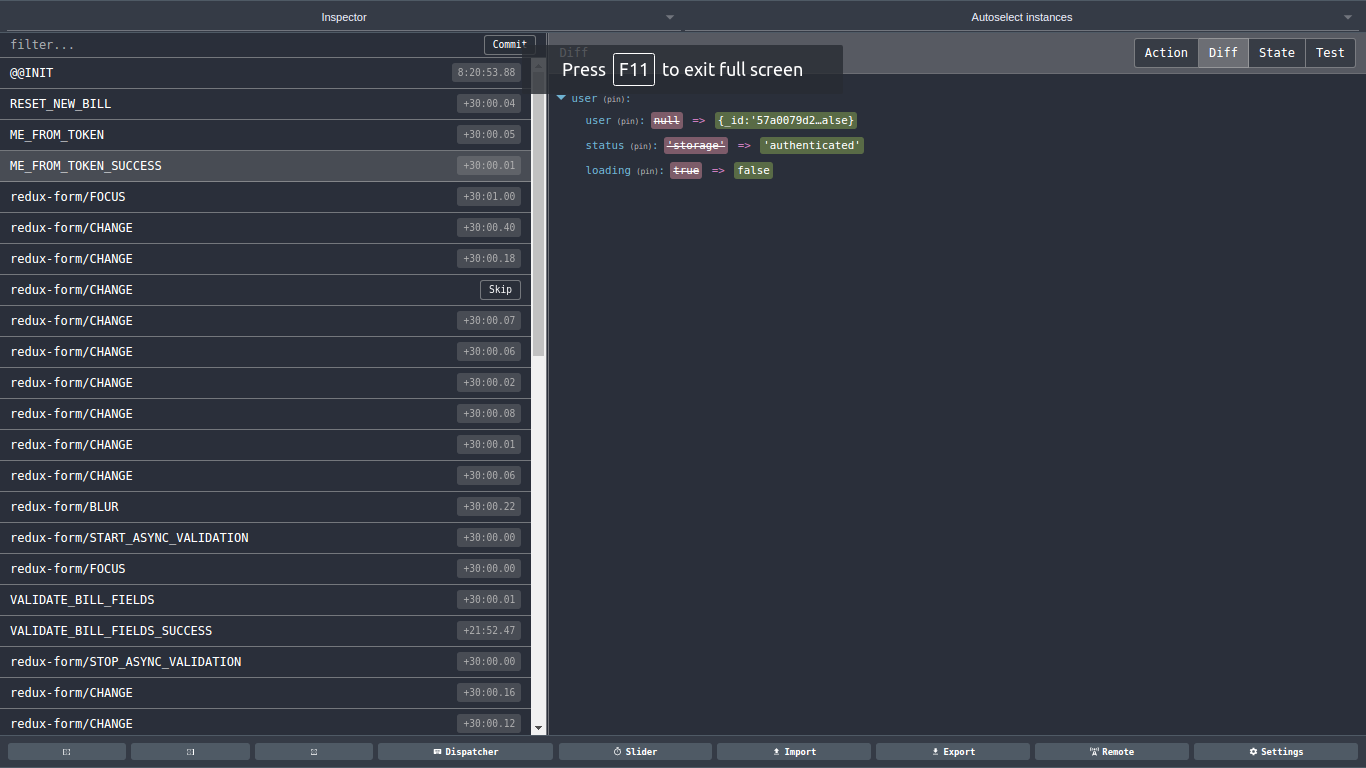 Inspector
Autoselect instances
filter...
Commit
Diff
Action Diff State Test
Press F11 to exit full screen
@@INIT 8:20:53.88
RESET_NEW_BILL +30:00.04
ME_FROM_TOKEN +30:00.05
ME_FROM_TOKEN_SUCCESS +30:00.01
redux-form/FOCUS +30:01.00
redux-form/CHANGE +30:00.40
redux-form/CHANGE +30:00.18
redux-form/CHANGE Skip
redux-form/CHANGE +30:00.07
redux-form/CHANGE +30:00.06
redux-form/CHANGE +30:00.02
redux-form/CHANGE +30:00.08
redux-form/CHANGE +30:00.01
redux-form/CHANGE +30:00.06
redux-form/BLUR +30:00.22
redux-form/START_ASYNC_VALIDATION +30:00.00
redux-form/FOCUS +30:00.00
VALIDATE_BILL_FIELDS +30:00.01
VALIDATE_BILL_FIELDS_SUCCESS +21:52.47
redux-form/STOP_ASYNC_VALIDATION +30:00.00
redux-form/CHANGE +30:00.16
redux-form/CHANGE +30:00.12
user (pin):
user (pin): null => {_id:'57a0079d2…alse}
status (pin): 'storage' => 'authenticated'
loading (pin): true => false
Dispatcher Slider Import Export Remote Settings